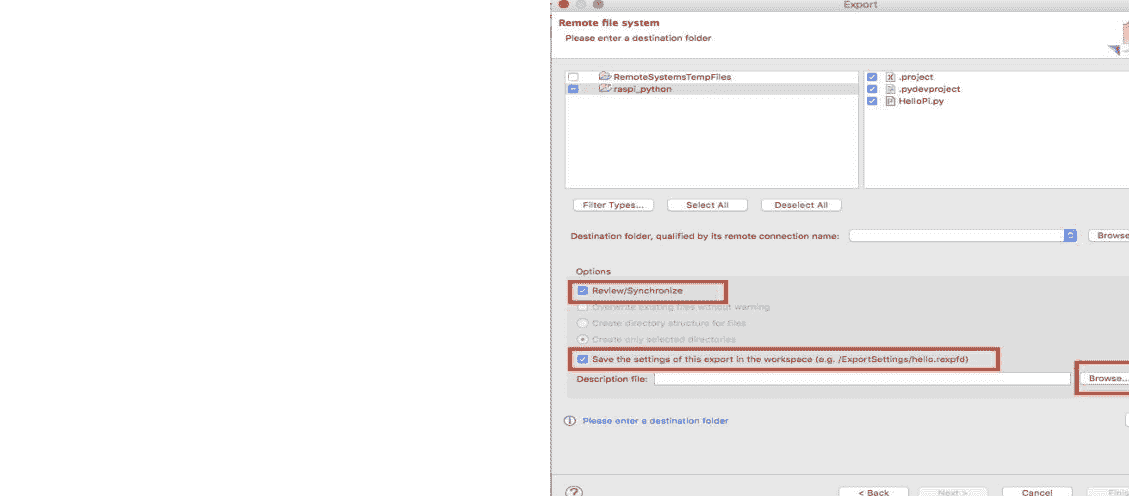 Export
Remote file system
Please enter a destination folder
RemoteSystemsTempFiles
raspi_python
.project
.pydevproject
HelloPi.py
Filter Types...
Select All
Deselect All
Destination folder, qualified by its remote connection name:
Browse
Options
Review/Synchronize
Overwrite existing files without warning
Create directory structure for files
Create only selected directories
Save the settings of this export in the workspace (e.g. /ExportSettings/hello.rexpfd)
Description file:
Browse...
Please enter a destination folder
?
< Back
Next >
Cancel
Finis